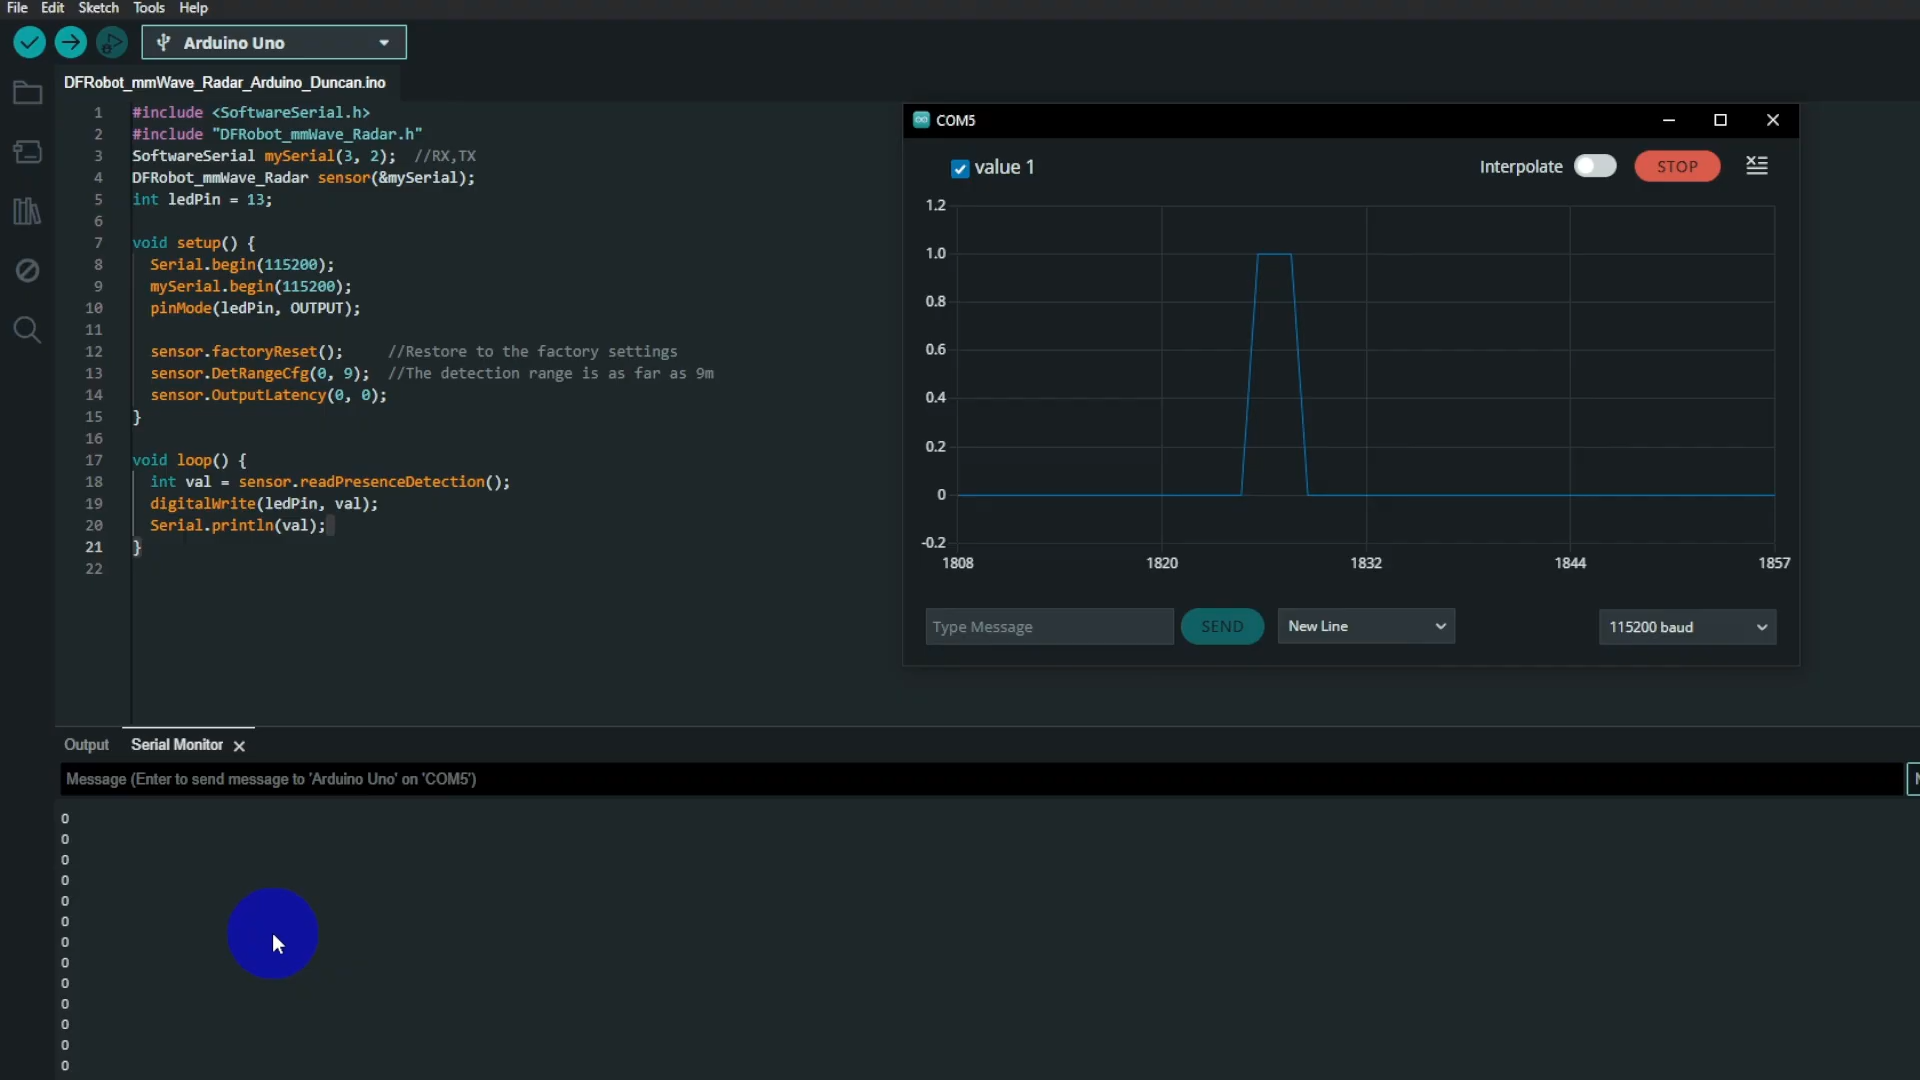 File Edit Sketch Tools Help
Arduino Uno
DFRobot_mmWave_Radar_Arduino_Duncan.ino
1 #include <SoftwareSerial.h>
2 #include "DFRobot_mmWave_Radar.h"
3 SoftwareSerial mySerial(3, 2); //RX,TX
4 DFRobot_mmWave_Radar sensor(&mySerial);
5 int ledPin = 13;
6
7 void setup() {
8 Serial.begin(115200);
9 mySerial.begin(115200);
10 pinMode(ledPin, OUTPUT);
11
12 sensor.factoryReset(); //Restore to the factory settings
13 sensor.DetRangeCfg(0, 9); //The detection range is as far as 9m
14 sensor.OutputLatency(0, 0);
15 }
16
17 void loop() {
18 int val = sensor.readPresenceDetection();
19 digitalWrite(ledPin, val);
20 Serial.println(val);
21 }
22
COM5
value 1
Interpolate STOP
1.2
1.0
0.8
0.6
0.4
0.2
0
-0.2
1808 1820 1832 1844 1857
Type Message SEND New Line 115200 baud
Output Serial Monitor
Message (Enter to send message to 'Arduino Uno' on 'COM5')
0
0
0
0
0
0
0
0
0
0
0
0
0